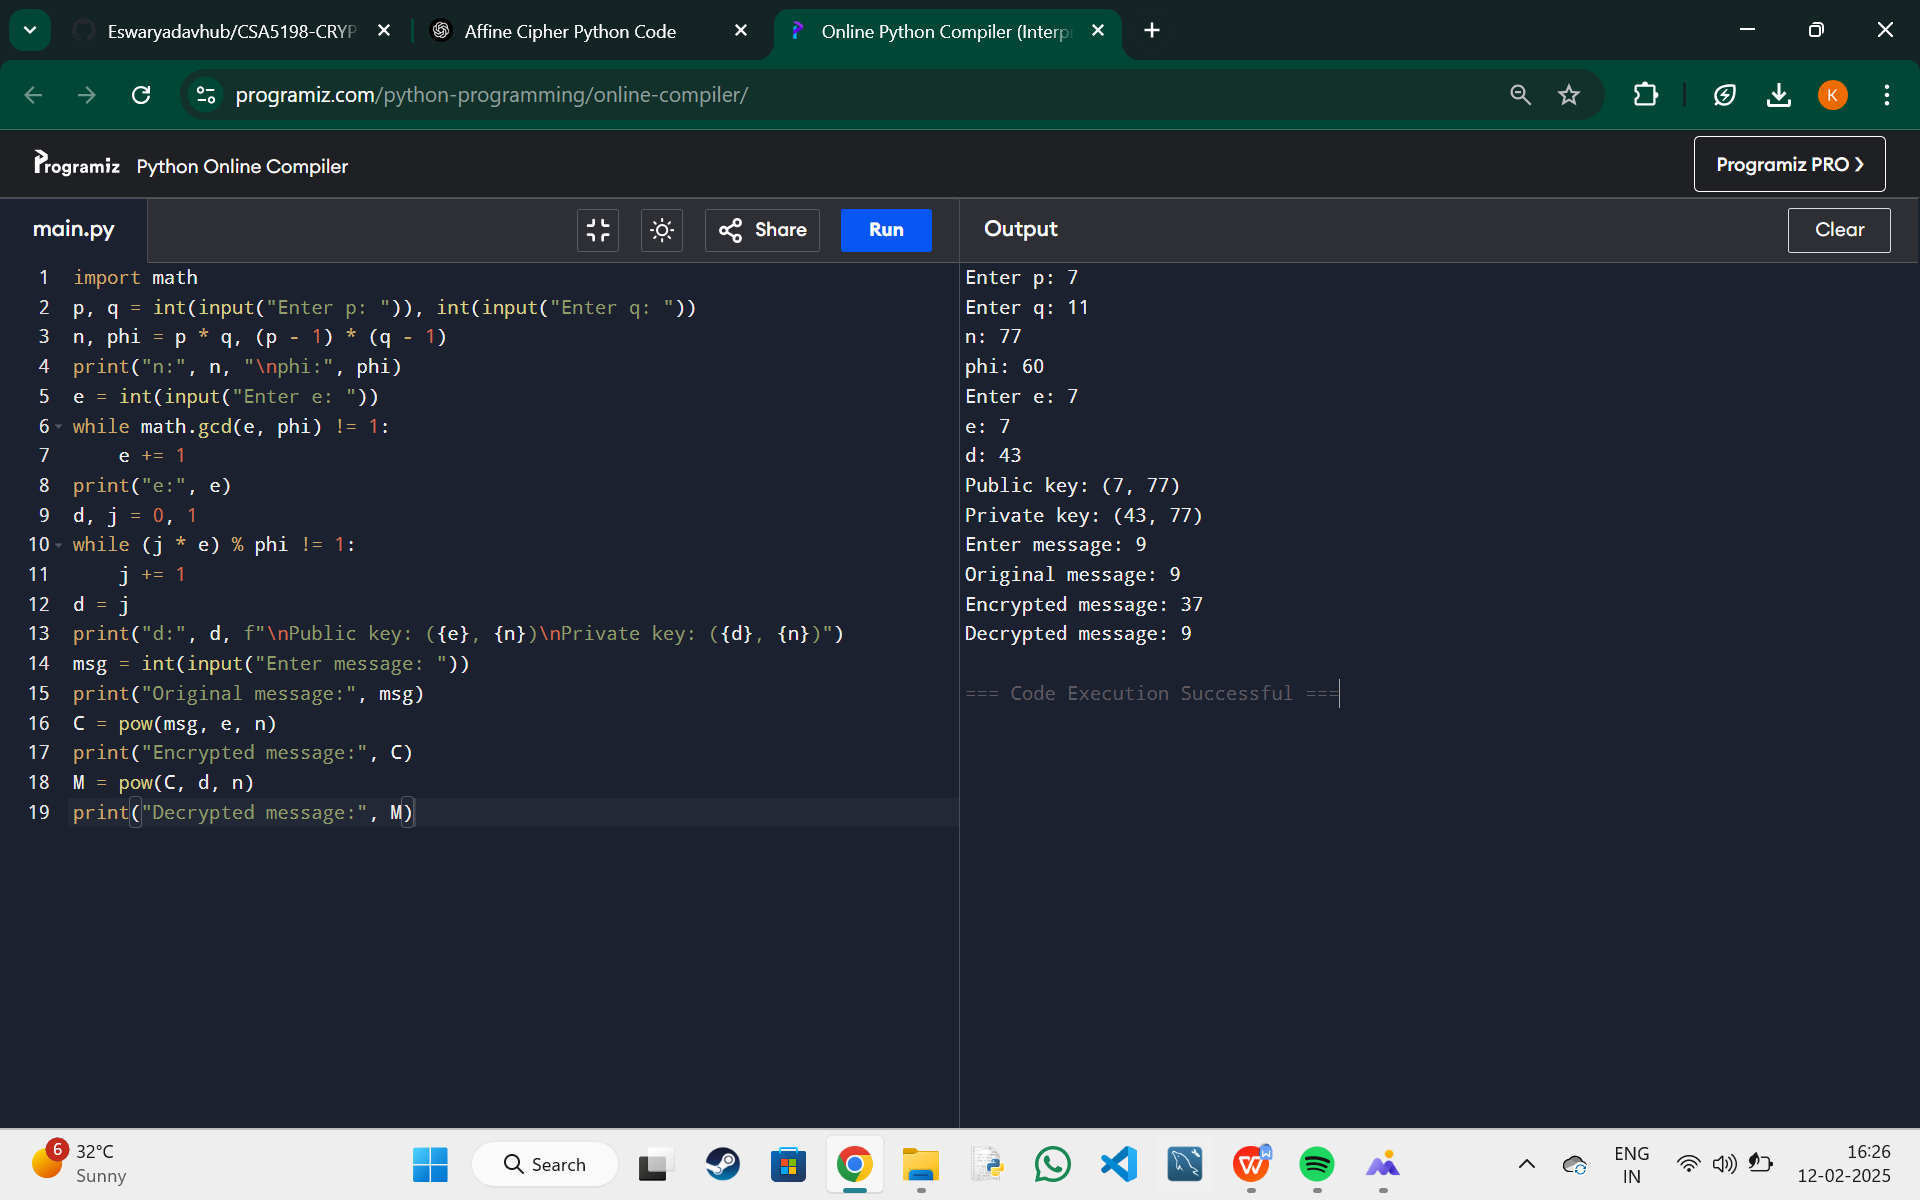 Eswaryadavhub/CSA5198-CRYP
Affine Cipher Python Code
Online Python Compiler (Interp
programiz.com/python-programming/online-compiler/
K
Programiz Python Online Compiler
Programiz PRO ❯
main.py
Share
Run
Output
Clear
1 import math
2 p, q = int(input("Enter p: ")), int(input("Enter q: "))
3 n, phi = p * q, (p - 1) * (q - 1)
4 print("n:", n, "\nphi:", phi)
5 e = int(input("Enter e: "))
6 while math.gcd(e, phi) != 1:
7     e += 1
8 print("e:", e)
9 d, j = 0, 1
10 while (j * e) % phi != 1:
11     j += 1
12 d = j
13 print("d:", d, f"\nPublic key: ({e}, {n})\nPrivate key: ({d}, {n})")
14 msg = int(input("Enter message: "))
15 print("Original message:", msg)
16 C = pow(msg, e, n)
17 print("Encrypted message:", C)
18 M = pow(C, d, n)
19 print("Decrypted message:", M)
Enter p: 7
Enter q: 11
n: 77
phi: 60
Enter e: 7
e: 7
d: 43
Public key: (7, 77)
Private key: (43, 77)
Enter message: 9
Original message: 9
Encrypted message: 37
Decrypted message: 9
=== Code Execution Successful ===
6
32°C
Sunny
Search
ENG
IN
16:26
12-02-2025